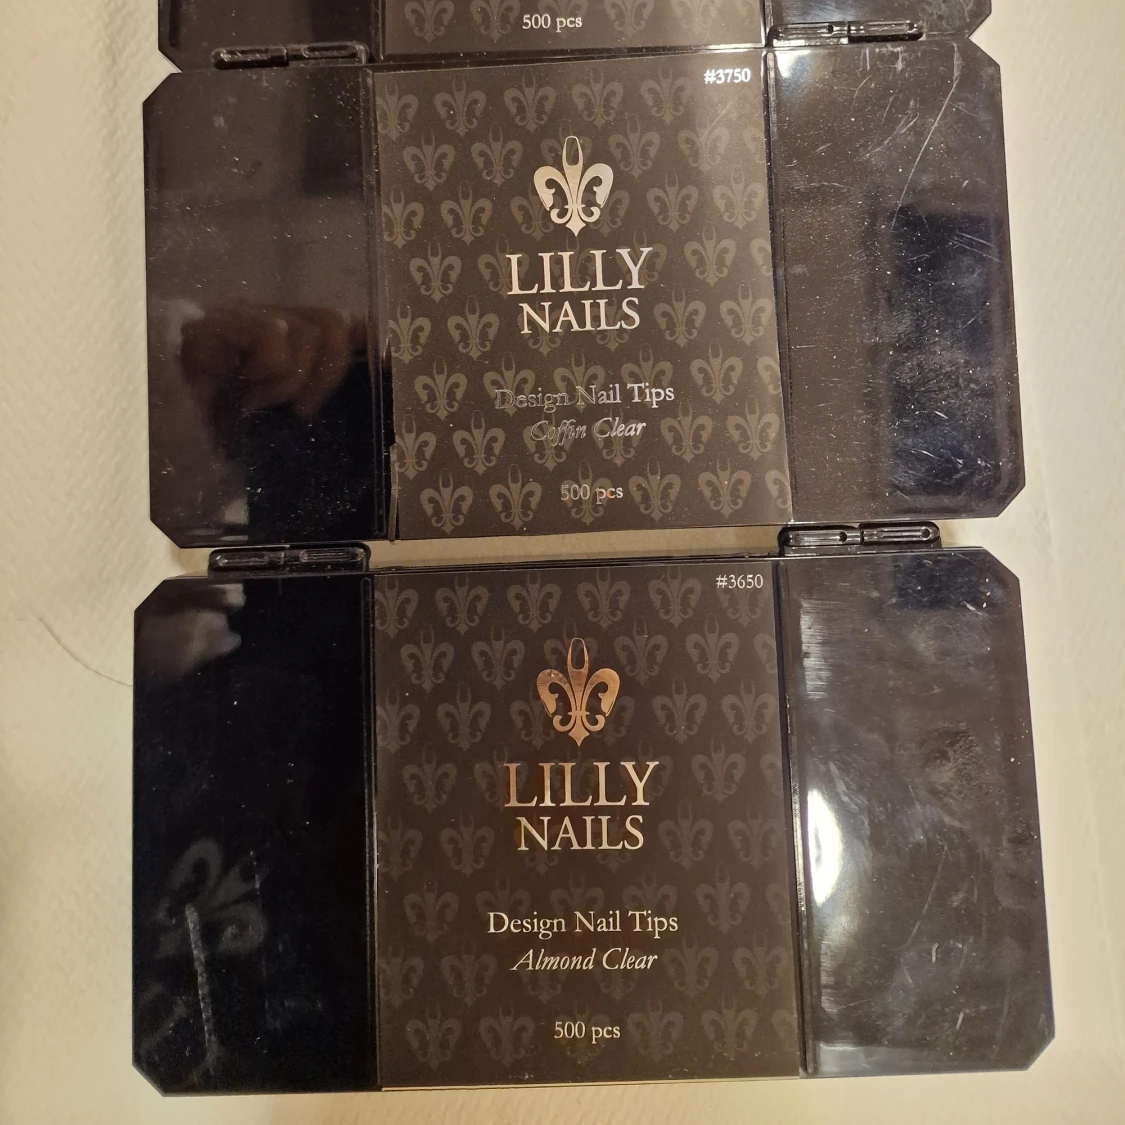 500 pcs
#3750
LILLY
NAILS
Design Nail Tips
Coffin Clear
500 pcs
#3650
LILLY
NAILS
Design Nail Tips
Almond Clear
500 pcs